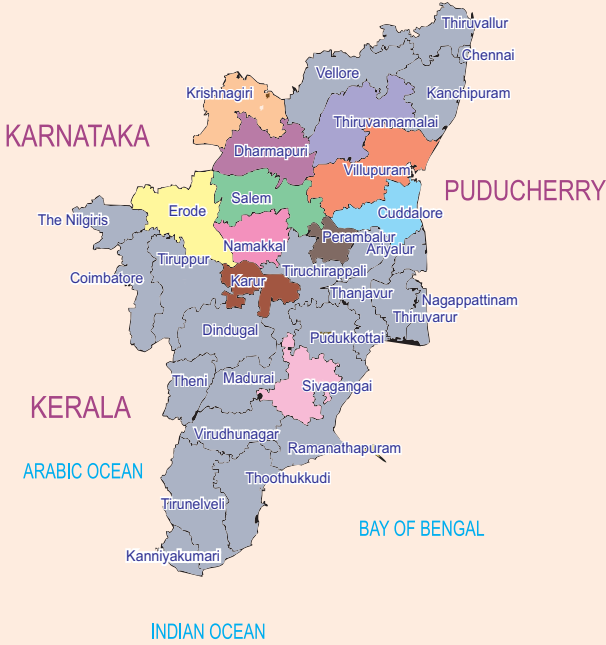 Thiruvallur
Chennai
Vellore
Krishnagiri
Kanchipuram
Thiruvannamalai
KARNATAKA
Dharmapuri
Villupuram
PUDUCHERRY
Salem
Erode
Cuddalore
The Nilgiris
Perambalur
Namakkal
Ariyalur
Tiruppur
Tiruchirappali
Coimbatore
Karur
Thanjavur
Nagappattinam
Thiruvarur
Dindugal
Pudukkottai
Theni
Madurai
Sivagangai
KERALA
Virudhunagar
Ramanathapuram
ARABIC OCEAN
Thoothukkudi
Tirunelveli
BAY OF BENGAL
Kanniyakumari
INDIAN OCEAN